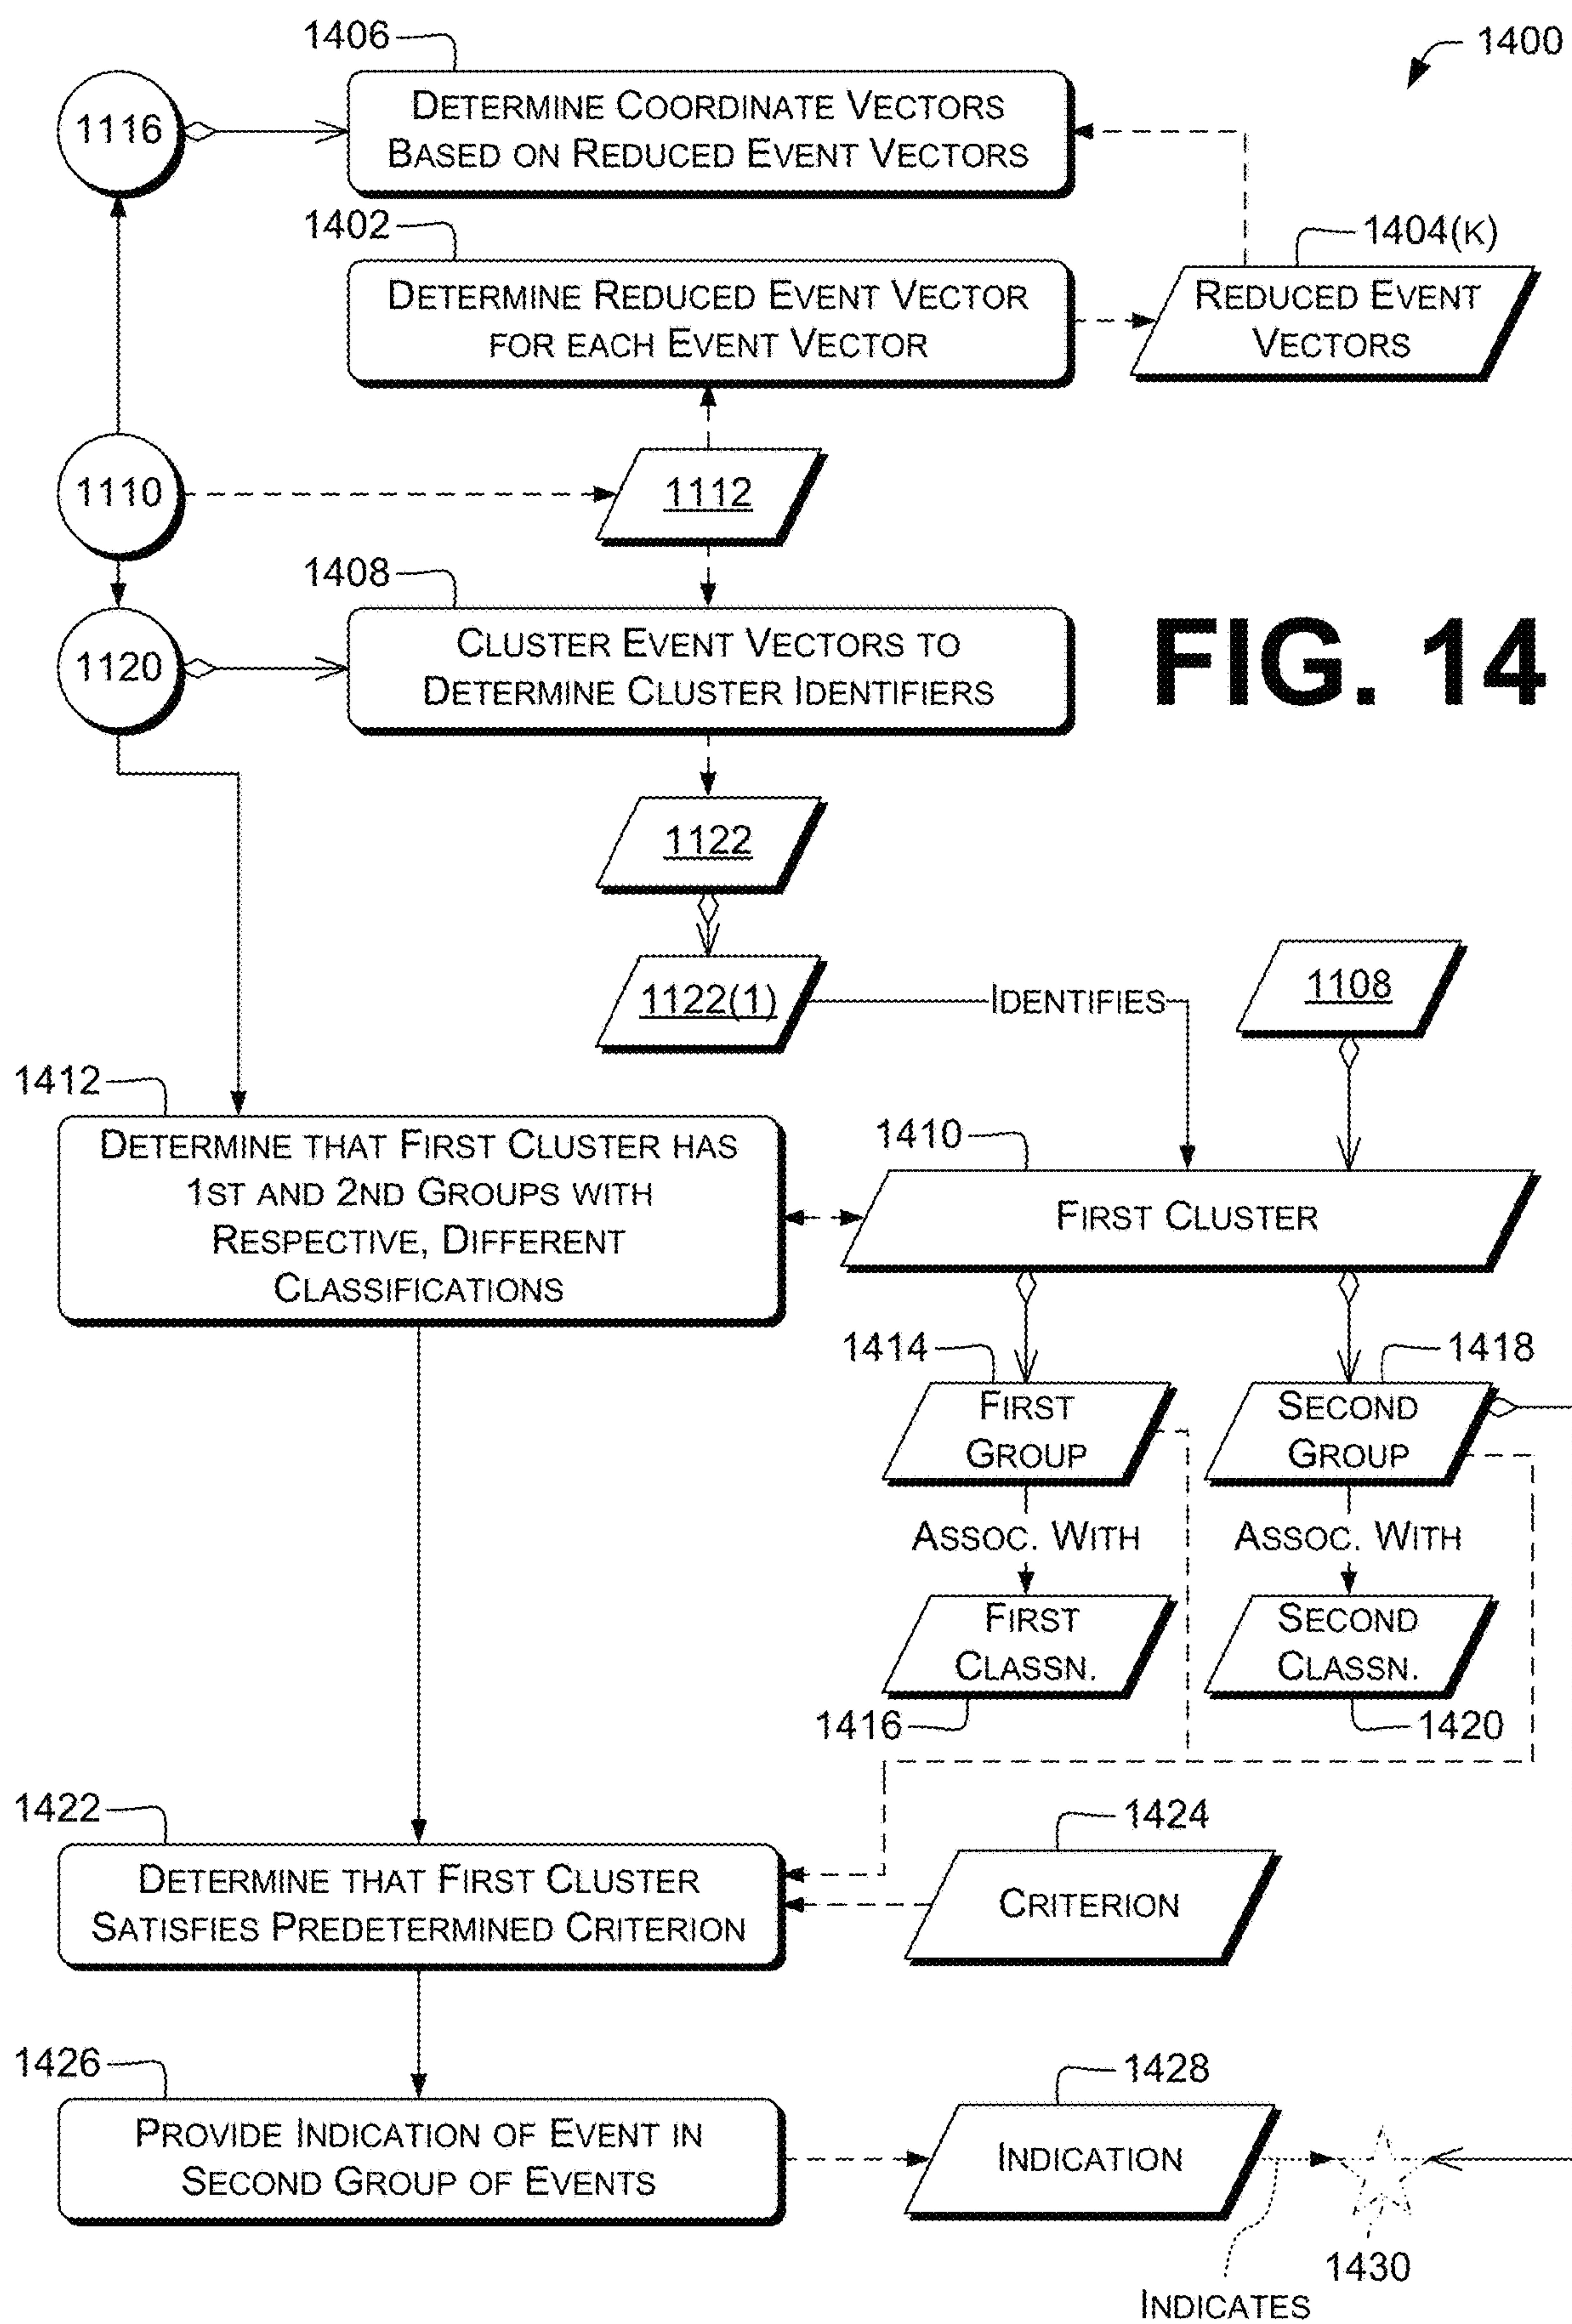 1406
1400
1116
DETERMINE COORDINATE VECTORS
BASED ON REDUCED EVENT VECTORS
1402
1404(K)
DETERMINE REDUCED EVENT VECTOR
FOR EACH EVENT VECTOR
REDUCED EVENT
VECTORS
1110
1112
1408
1120
CLUSTER EVENT VECTORS TO
DETERMINE CLUSTER IDENTIFIERS
FIG. 14
1122
1122(1)
IDENTIFIES
1108
1412
DETERMINE THAT FIRST CLUSTER HAS
1ST AND 2ND GROUPS WITH
RESPECTIVE, DIFFERENT
CLASSIFICATIONS
1410
FIRST CLUSTER
1414
1418
FIRST
GROUP
SECOND
GROUP
ASSOC. WITH
ASSOC. WITH
FIRST
CLASSN.
SECOND
CLASSN.
1416
1420
1422
1424
DETERMINE THAT FIRST CLUSTER
SATISFIES PREDETERMINED CRITERION
CRITERION
1426
1428
PROVIDE INDICATION OF EVENT IN
SECOND GROUP OF EVENTS
INDICATION
1430
INDICATES